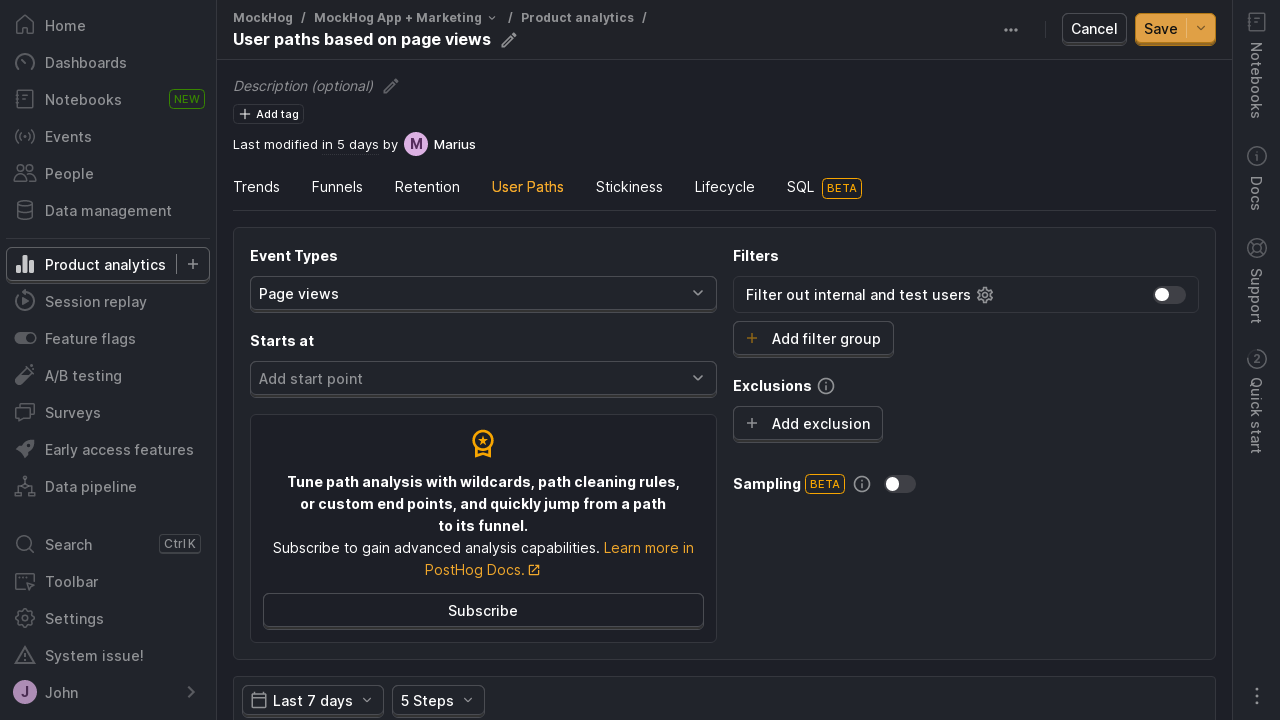 Home
Dashboards
Notebooks NEW
Events
People
Data management
Product analytics
Session replay
Feature flags
A/B testing
Surveys
Early access features
Data pipeline
Search Ctrl K
Toolbar
Settings
System issue!
J John
MockHog / MockHog App + Marketing / Product analytics /
User paths based on page views
Cancel Save
Description (optional)
Add tag
Last modified in 5 days by M Marius
Trends Funnels Retention User Paths Stickiness Lifecycle SQL BETA
Event Types
Page views
Starts at
Add start point
Tune path analysis with wildcards, path cleaning rules,
or custom end points, and quickly jump from a path
to its funnel.
Subscribe to gain advanced analysis capabilities. Learn more in
PostHog Docs.
Subscribe
Filters
Filter out internal and test users
Add filter group
Exclusions
Add exclusion
Sampling BETA
Last 7 days 5 Steps
Notebooks
Docs
Support
2
Quick start